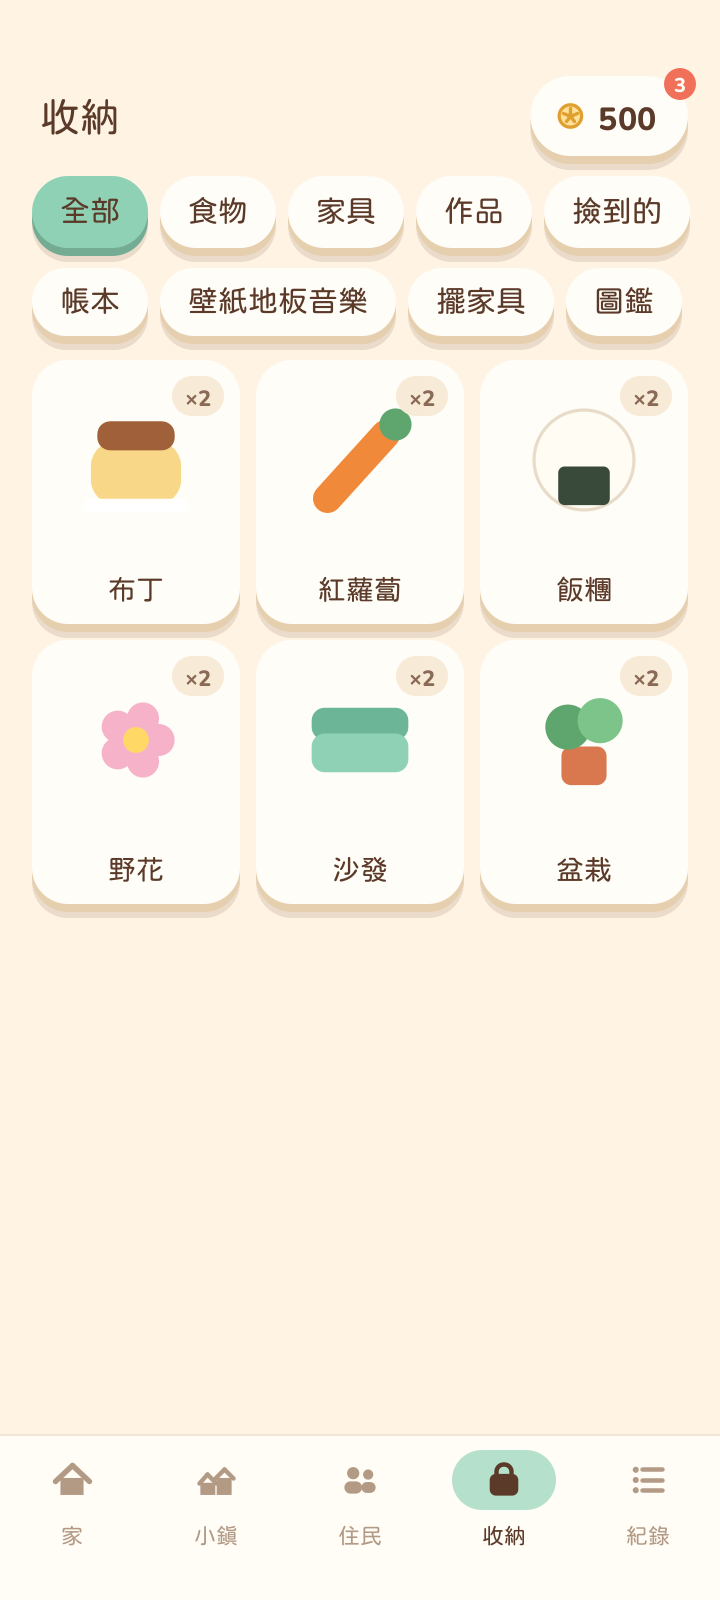 收納
3
500
全部 食物 家具 作品 撿到的
帳本 壁紙地板音樂 擺家具 圖鑑
×2 ×2 ×2
布丁 紅蘿蔔 飯糰
×2 ×2 ×2
野花 沙發 盆栽
家 小鎮 住民 收納 紀錄